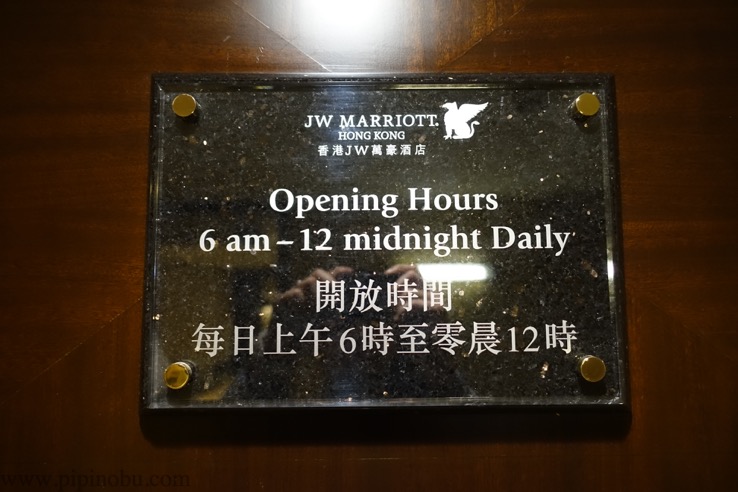 JW MARRIOTT.
HONG KONG
香港JW萬豪酒店
Opening Hours
6 am – 12 midnight Daily
開放時間
每日上午6時至零晨12時
www.pipinobu.com